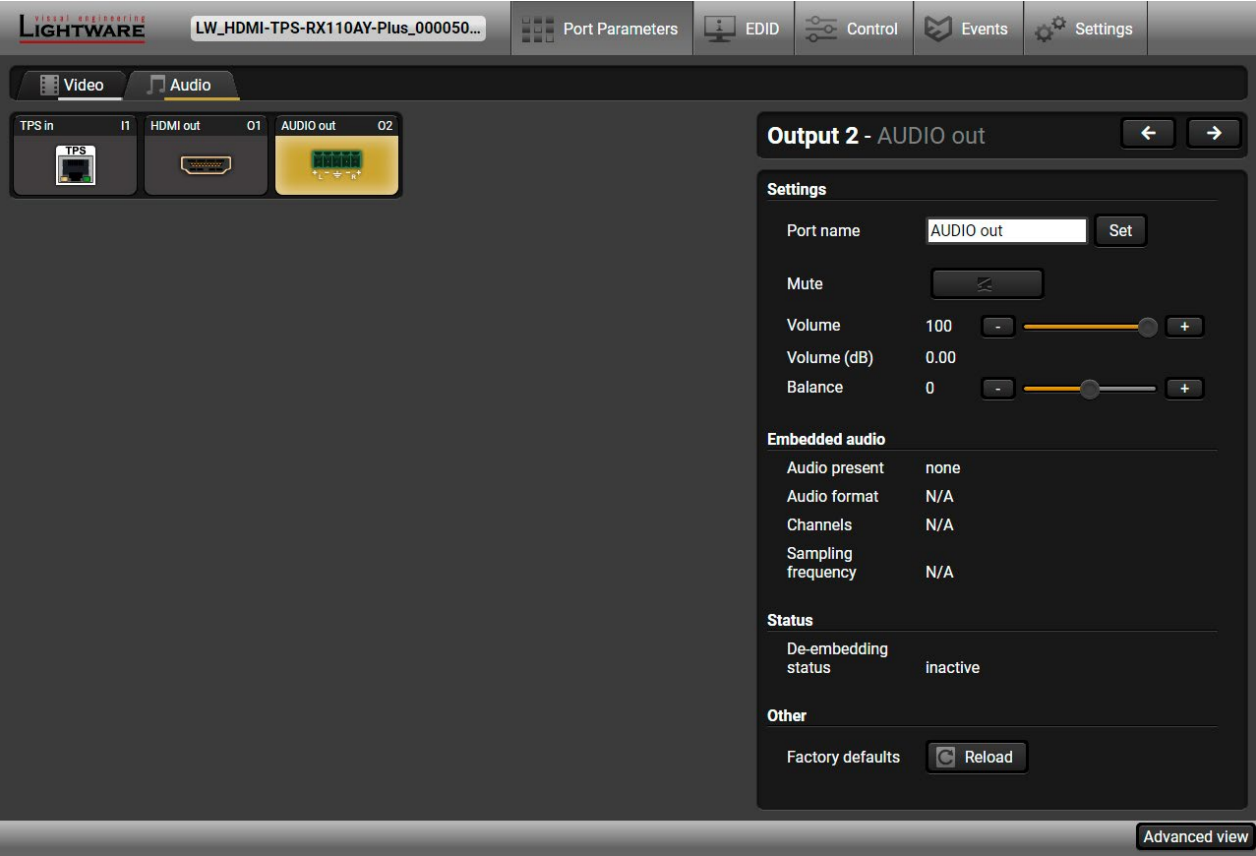 visual engineering
LIGHTWARE
LW_HDMI-TPS-RX110AY-Plus_000050...
Port Parameters
EDID
Control
Events
Settings
Video
Audio
TPS in I1
HDMI out O1
AUDIO out O2
TPS
+L- -R+
Output 2 - AUDIO out
Settings
Port name AUDIO out Set
Mute
Volume 100 - +
Volume (dB) 0.00
Balance 0 - +
Embedded audio
Audio present none
Audio format N/A
Channels N/A
Sampling
frequency N/A
Status
De-embedding
status inactive
Other
Factory defaults Reload
Advanced view